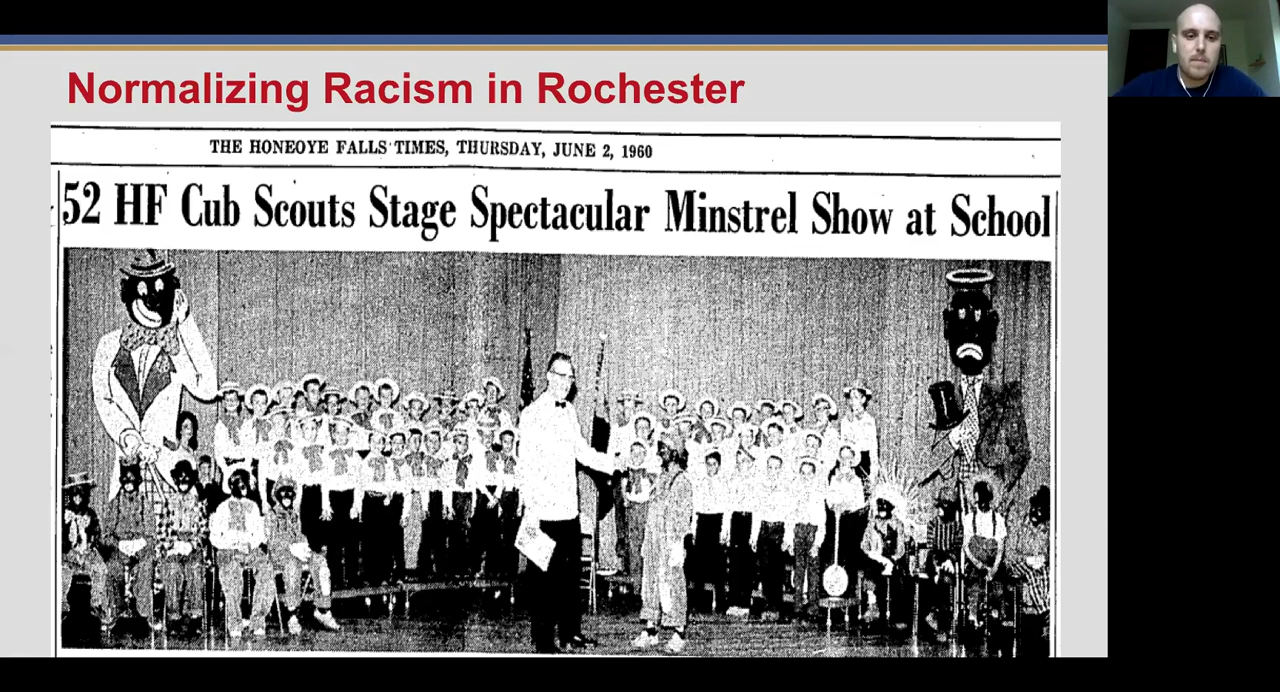 Normalizing Racism in Rochester
THE HONEOYE FALLS TIMES, THURSDAY, JUNE 2, 1960
52 HF Cub Scouts Stage Spectacular Minstrel Show at School